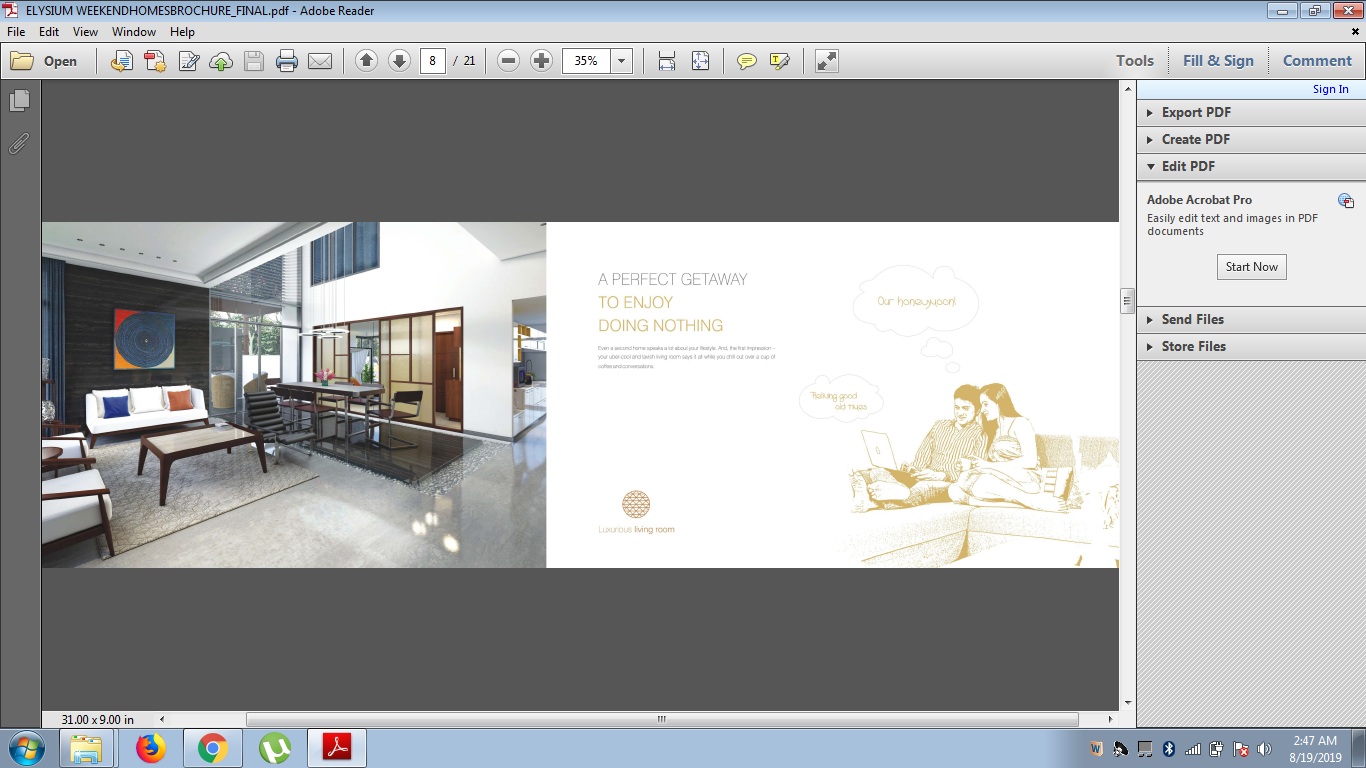 ELYSIUM WEEKENDHOMESBROCHURE_FINAL.pdf - Adobe Reader
File Edit View Window Help
Open 8 / 21 35% Tools Fill & Sign Comment
Sign In
Export PDF
Create PDF
Edit PDF
Adobe Acrobat Pro
Easily edit text and images in PDF
documents
Start Now
Send Files
Store Files
A PERFECT GETAWAY
TO ENJOY
DOING NOTHING
Even a second home speaks a lot about your lifestyle. And, the first impression –
your uber-cool and lavish living room says it all while you chill out over a cup of
coffee and conversations.
Our honeymoon!
Reliving good
old times
Luxurious living room
31.00 x 9.00 in
2:47 AM
8/19/2019